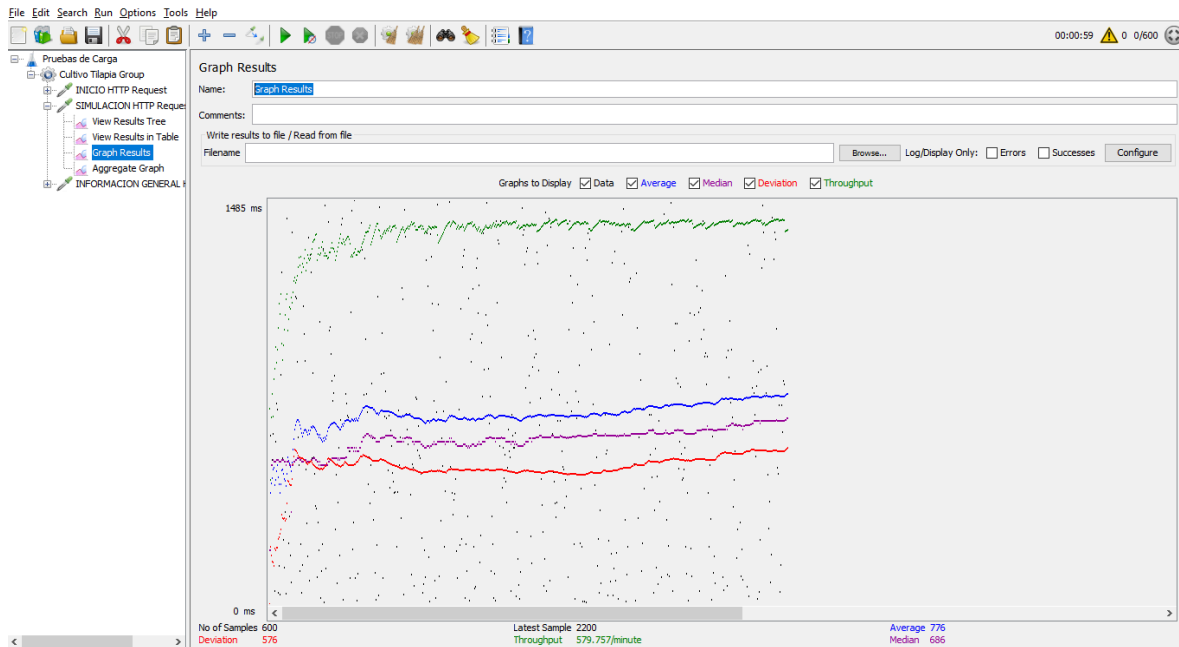 File Edit Search Run Options Tools Help
00:00:59 0 0/600
Pruebas de Carga
Cultivo Tilapia Group
INICIO HTTP Request
SIMULACION HTTP Reque
View Results Tree
View Results in Table
Graph Results
Aggregate Graph
INFORMACION GENERAL
Graph Results
Name: Graph Results
Comments:
Write results to file / Read from file
Filename Browse... Log/Display Only: Errors Successes Configure
Graphs to Display Data Average Median Deviation Throughput
1485 ms
0 ms
No of Samples 600 Latest Sample 2200 Average 776
Deviation 576 Throughput 579.757/minute Median 686